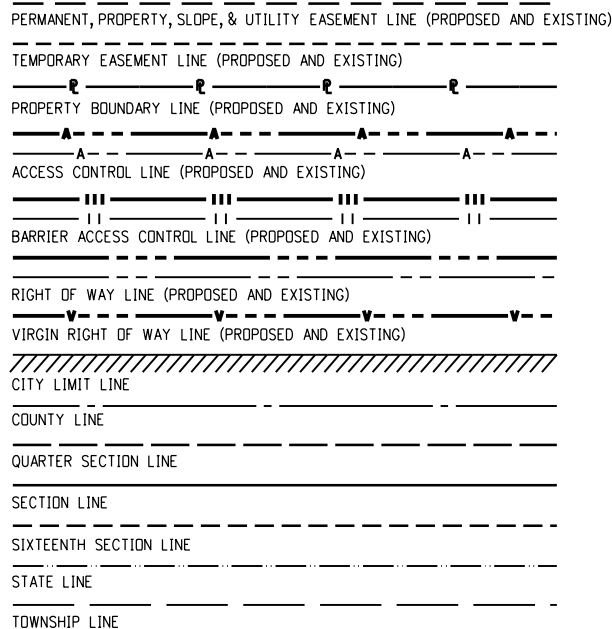 PERMANENT, PROPERTY, SLOPE, & UTILITY EASEMENT LINE (PROPOSED AND EXISTING)
TEMPORARY EASEMENT LINE (PROPOSED AND EXISTING)
℄ ℄ ℄ ℄
PROPERTY BOUNDARY LINE (PROPOSED AND EXISTING)
A A A A
A A A A
ACCESS CONTROL LINE (PROPOSED AND EXISTING)
BARRIER ACCESS CONTROL LINE (PROPOSED AND EXISTING)
RIGHT OF WAY LINE (PROPOSED AND EXISTING)
V V V V
VIRGIN RIGHT OF WAY LINE (PROPOSED AND EXISTING)
CITY LIMIT LINE
COUNTY LINE
QUARTER SECTION LINE
SECTION LINE
SIXTEENTH SECTION LINE
STATE LINE
TOWNSHIP LINE